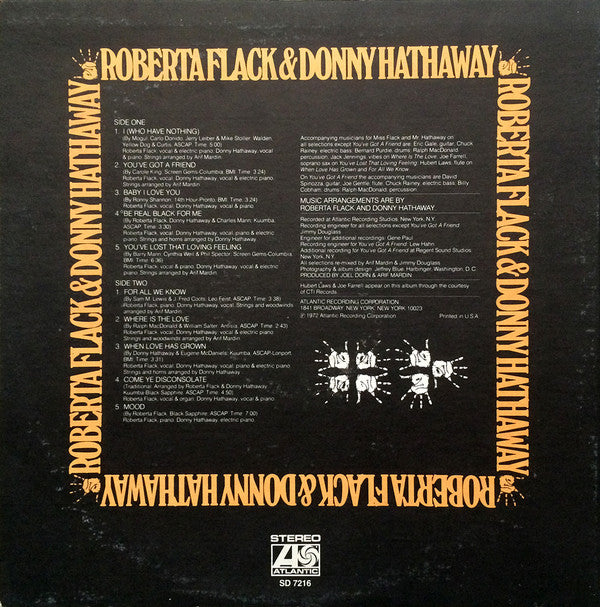 ROBERTA FLACK & DONNY HATHAWAY
ROBERTA FLACK & DONNY HATHAWAY
ROBERTA FLACK & DONNY HATHAWAY
ROBERTA FLACK & DONNY HATHAWAY
SIDE ONE
1. I (WHO HAVE NOTHING)
(By Mogul, Carlo Donida, Jerry Leiber & Mike Stoller. Walden,
Yellow Dog & Curtis, ASCAP. Time: 5:00)
Roberta Flack: vocal & electric piano. Donny Hathaway: vocal
& piano. Strings arranged by Arif Mardin
2. YOU'VE GOT A FRIEND
(By Carole King. Screen Gems-Columbia, BMI. Time: 3:24)
Roberta Flack: vocal & piano. Donny Hathaway: vocal & electric piano.
Strings arranged by Arif Mardin
3. BABY I LOVE YOU
(By Ronny Shannon. 14th Hour-Pronto, BMI. Time: 3:24)
Roberta Flack: vocal. Donny Hathaway: vocal & piano
4. BE REAL BLACK FOR ME
(By Roberta Flack, Donny Hathaway & Charles Mann. Kuumba,
ASCAP. Time: 3:30)
Roberta Flack: vocal. Donny Hathaway: vocal, piano & electric
piano. Strings and horns arranged by Arif Mardin
5. YOU'VE LOST THAT LOVING FEELING
(By Barry Mann, Cynthia Weil & Phil Spector. Screen Gems-Columbia,
BMI. Time: 6:36)
Roberta Flack: vocal & piano. Donny Hathaway: vocal & electric
piano. Strings arranged by Arif Mardin
SIDE TWO
1. FOR ALL WE KNOW
(By Sam M. Lewis & J. Fred Coots. Leo Feist, ASCAP. Time: 3:38)
Roberta Flack: piano. Donny Hathaway: vocal. Strings and woodwinds
arranged by Arif Mardin
2. WHERE IS THE LOVE
(By Ralph MacDonald & William Salter. Antisia, ASCAP. Time: 2:43)
Roberta Flack: vocal. Donny Hathaway: vocal & electric piano.
Strings and woodwinds arranged by Arif Mardin
3. WHEN LOVE HAS GROWN
(By Donny Hathaway & Eugene McDaniels. Kuumba, ASCAP-Lonport,
BMI. Time: 3:31)
Roberta Flack: vocal. Donny Hathaway: vocal, piano & electric piano.
Strings and horns arranged by Donny Hathaway
4 COME YE DISCONSOLATE
(Traditional. Arranged by Roberta Flack & Donny Hathaway.
Kuumba-Black Sapphire, ASCAP. Time: 4:50)
Roberta Flack: vocal & organ. Donny Hathaway: vocal & piano
5 MOOD
(By Roberta Flack. Black Sapphire, ASCAP. Time: 7:00)
Roberta Flack: piano. Donny Hathaway: electric piano
Accompanying musicians for Miss Flack and Mr. Hathaway on
all selections except You've Got A Friend are: Eric Gale, guitar; Chuck
Rainey, electric bass; Bernard Purdie, drums; Ralph MacDonald
percussion; Jack Jennings, vibes on Where Is The Love; Joe Farrell,
soprano sax on You've Lost That Loving Feeling; Hubert Laws, flute on
When Love Has Grown and For All We Know
On You've Got A Friend the accompanying musicians are David
Spinozza, guitar; Joe Gentle, flute; Chuck Rainey, electric bass; Billy
Cobham, drums; Ralph MacDonald, percussion.
MUSIC ARRANGEMENTS ARE BY
ROBERTA FLACK AND DONNY HATHAWAY
Recorded at Atlantic Recording Studios, New York, N.Y.
Recording engineer for all selections except You've Got A Friend:
Jimmy Douglass
Engineer for additional recordings: Gene Paul
Recording engineer for You've Got A Friend: Lew Hahn.
Additional recording for You've Got A Friend at Regent Sound Studios
New York, N.Y.
All selections re-mixed by Arif Mardin & Jimmy Douglass
Photography & album design: Jeffrey Blue, Harbinger, Washington, D.C.
PRODUCED BY JOEL DORN & ARIF MARDIN
Hubert Laws & Joe Farrell appear on this album through the courtesy
of CTI Records
ATLANTIC RECORDING CORPORATION
1841 BROADWAY, NEW YORK, NEW YORK 10023
℗ 1972 Atlantic Recording Corporation Printed in U.S.A.
STEREO
ATLANTIC
SD 7216